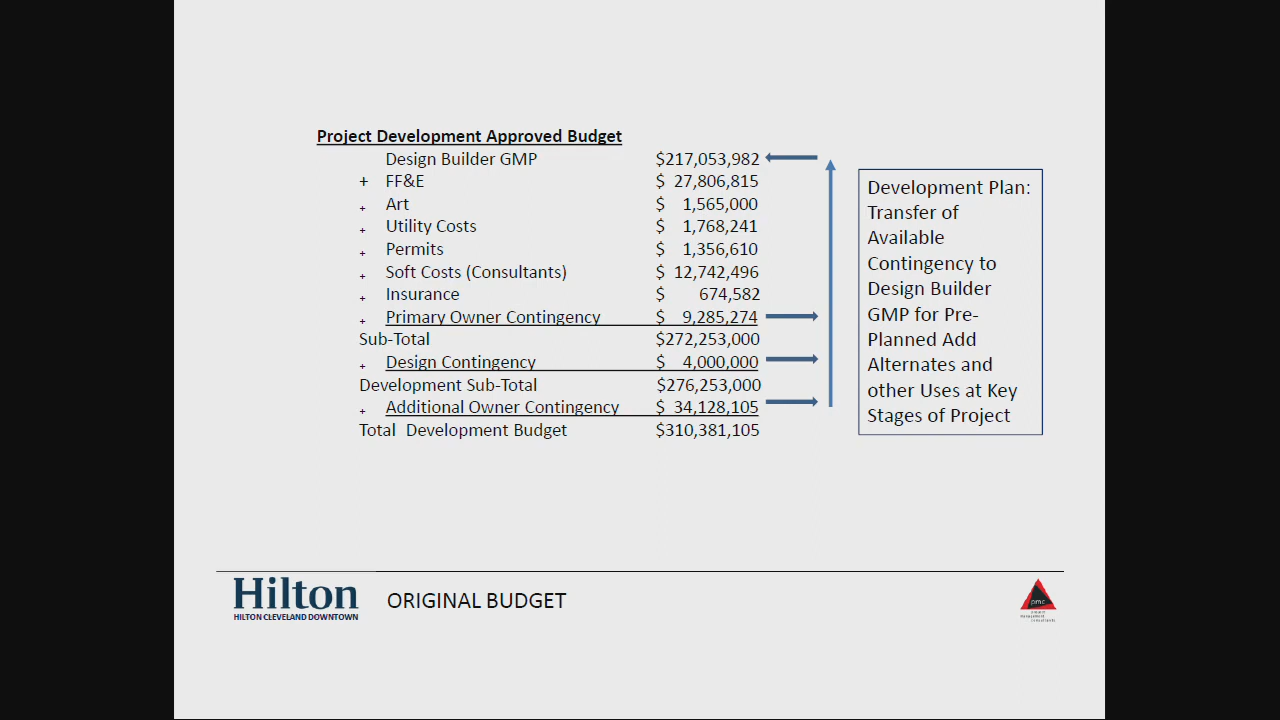 Project Development Approved Budget
Design Builder GMP $217,053,982
+ FF&E $ 27,806,815
+ Art $ 1,565,000
+ Utility Costs $ 1,768,241
+ Permits $ 1,356,610
+ Soft Costs (Consultants) $ 12,742,496
+ Insurance $ 674,582
+ Primary Owner Contingency $ 9,285,274
Sub-Total $272,253,000
+ Design Contingency $ 4,000,000
Development Sub-Total $276,253,000
+ Additional Owner Contingency $ 34,128,105
Total Development Budget $310,381,105
Development Plan:
Transfer of
Available
Contingency to
Design Builder
GMP for Pre-
Planned Add
Alternates and
other Uses at Key
Stages of Project
Hilton
HILTON CLEVELAND DOWNTOWN
ORIGINAL BUDGET
pmc
project
management
consultants